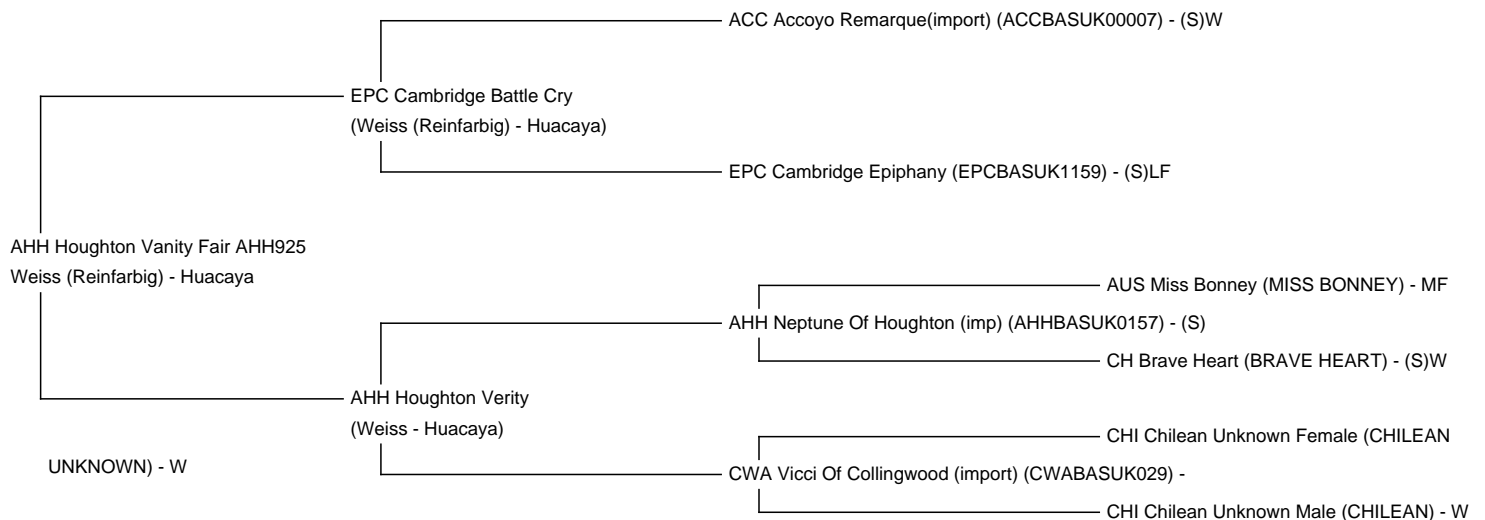 ACC Accoyo Remarque(import) (ACCBASUK00007) - (S)W
EPC Cambridge Battle Cry
(Weiss (Reinfarbig) - Huacaya)
EPC Cambridge Epiphany (EPCBASUK1159) - (S)LF
AHH Houghton Vanity Fair AHH925
Weiss (Reinfarbig) - Huacaya
AUS Miss Bonney (MISS BONNEY) - MF
AHH Neptune Of Houghton (imp) (AHHBASUK0157) - (S)
CH Brave Heart (BRAVE HEART) - (S)W
AHH Houghton Verity
(Weiss - Huacaya)
CHI Chilean Unknown Female (CHILEAN
UNKNOWN) - W
CWA Vicci Of Collingwood (import) (CWABASUK029) -
CHI Chilean Unknown Male (CHILEAN) - W